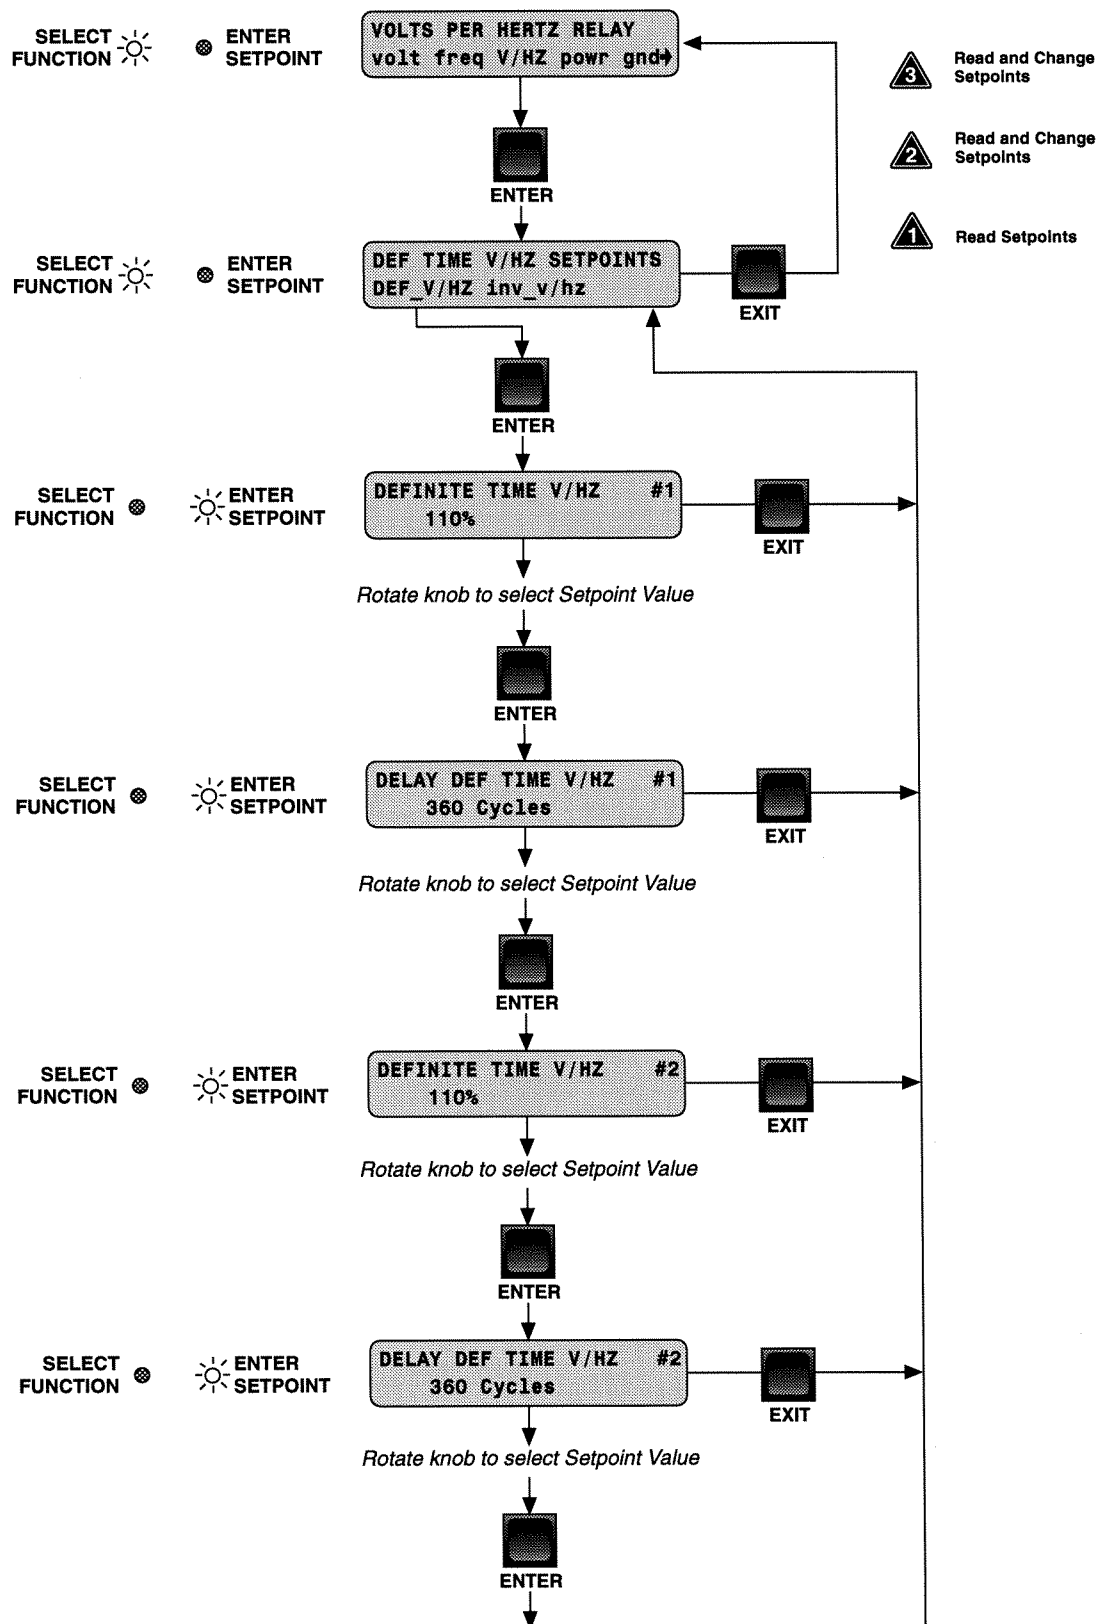 SELECT
FUNCTION
ENTER
SETPOINT
VOLTS PER HERTZ RELAY
volt freq V/HZ powr gnd→
3
Read and Change
Setpoints
2
Read and Change
Setpoints
1
Read Setpoints
ENTER
SELECT
FUNCTION
ENTER
SETPOINT
DEF TIME V/HZ SETPOINTS
DEF_V/HZ inv_v/hz
EXIT
ENTER
SELECT
FUNCTION
ENTER
SETPOINT
DEFINITE TIME V/HZ #1
110%
EXIT
Rotate knob to select Setpoint Value
ENTER
SELECT
FUNCTION
ENTER
SETPOINT
DELAY DEF TIME V/HZ #1
360 Cycles
EXIT
Rotate knob to select Setpoint Value
ENTER
SELECT
FUNCTION
ENTER
SETPOINT
DEFINITE TIME V/HZ #2
110%
EXIT
Rotate knob to select Setpoint Value
ENTER
SELECT
FUNCTION
ENTER
SETPOINT
DELAY DEF TIME V/HZ #2
360 Cycles
EXIT
Rotate knob to select Setpoint Value
ENTER